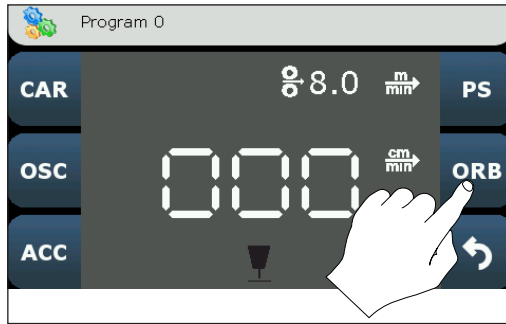 Program 0
CAR
8.0 m/min
PS
OSC
000 cm/min
ORB
ACC